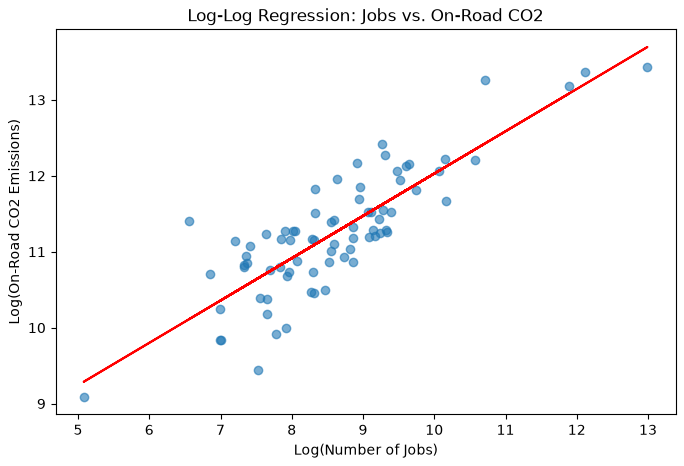 Log-Log Regression: Jobs vs. On-Road CO2
Log(On-Road CO2 Emissions)
13
12
11
10
9
5 6 7 8 9 10 11 12 13
Log(Number of Jobs)